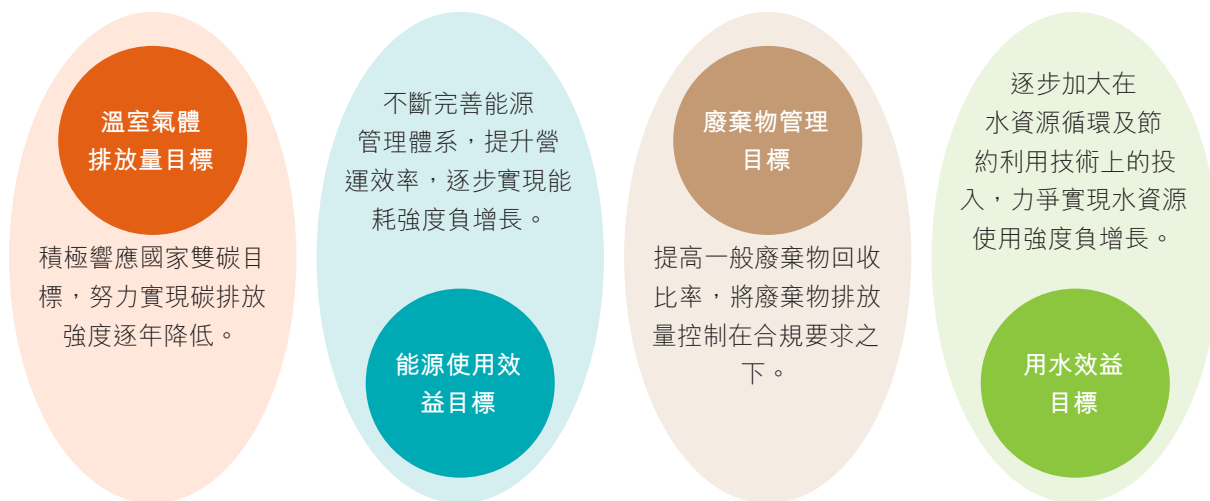 溫室氣體
排放量目標
積極響應國家雙碳目
標，努力實現碳排放
強度逐年降低。
不斷完善能源
管理體系，提升營
運效率，逐步實現能
耗強度負增長。
能源使用效
益目標
廢棄物管理
目標
提高一般廢棄物回收
比率，將廢棄物排放
量控制在合規要求之
下。
逐步加大在
水資源循環及節
約利用技術上的投
入，力爭實現水資源
使用強度負增長。
用水效益
目標